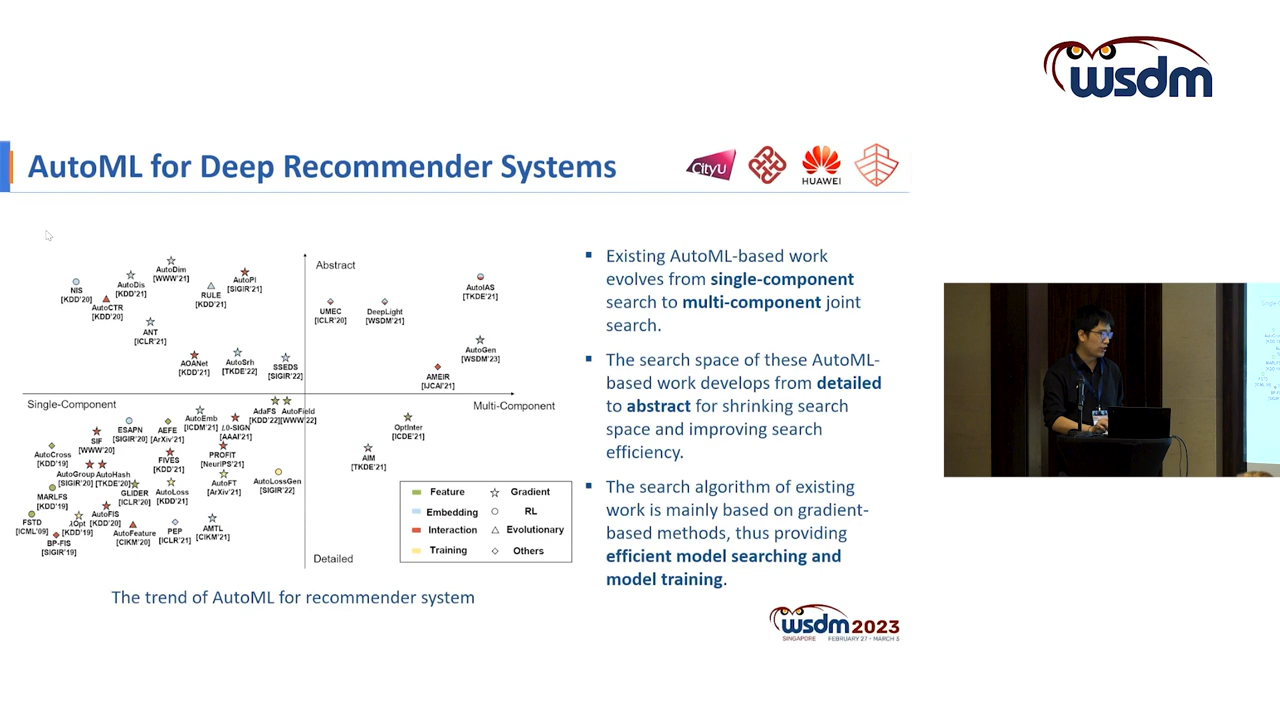 wsdm
AutoML for Deep Recommender Systems
CityU
HUAWEI
Abstract
NIS
[KDD'20]
AutoDis
[KDD'21]
AutoDim
[WWW'21]
RULE
[KDD'21]
AutoPI
[SIGIR'21]
AutoCTR
[KDD'20]
ANT
[ICLR'21]
AOANet
[KDD'21]
AutoSrh
[TKDE'22]
SSEDS
[SIGIR'22]
UMEC
[ICLR'20]
DeepLight
[WSDM'21]
AutoIAS
[TKDE'21]
AutoGen
[WSDM'23]
AMEIR
[IJCAI'21]
Single-Component
Multi-Component
AdaFS
[KDD'22]
AutoField
[WWW'22]
AutoEmb
[ICDM'21]
L0-SIGN
[AAAI'21]
ESAPN
[SIGIR'20]
AEFE
[ArXiv'21]
SIF
[WWW'20]
AutoCross
[KDD'19]
FIVES
[KDD'21]
PROFIT
[NeurIPS'21]
AutoGroup
[SIGIR'20]
AutoHash
[TKDE'20]
AutoFT
[ArXiv'21]
AutoLossGen
[SIGIR'22]
MARLFS
[KDD'19]
GLIDER
[ICLR'20]
AutoLoss
[KDD'21]
FSTD
[ICML'09]
λOpt
[KDD'19]
AutoFIS
[KDD'20]
AutoFeature
[CIKM'20]
PEP
[ICLR'21]
AMTL
[CIKM'21]
BP-FIS
[SIGIR'19]
OptInter
[ICDE'21]
AIM
[TKDE'21]
Feature
Gradient
Embedding
RL
Interaction
Evolutionary
Training
Others
Detailed
The trend of AutoML for recommender system
▪ Existing AutoML-based work
evolves from single-component
search to multi-component joint
search.
▪ The search space of these AutoML-
based work develops from detailed
to abstract for shrinking search
space and improving search
efficiency.
▪ The search algorithm of existing
work is mainly based on gradient-
based methods, thus providing
efficient model searching and
model training.
wsdm 2023
SINGAPORE FEBRUARY 27 - MARCH 3